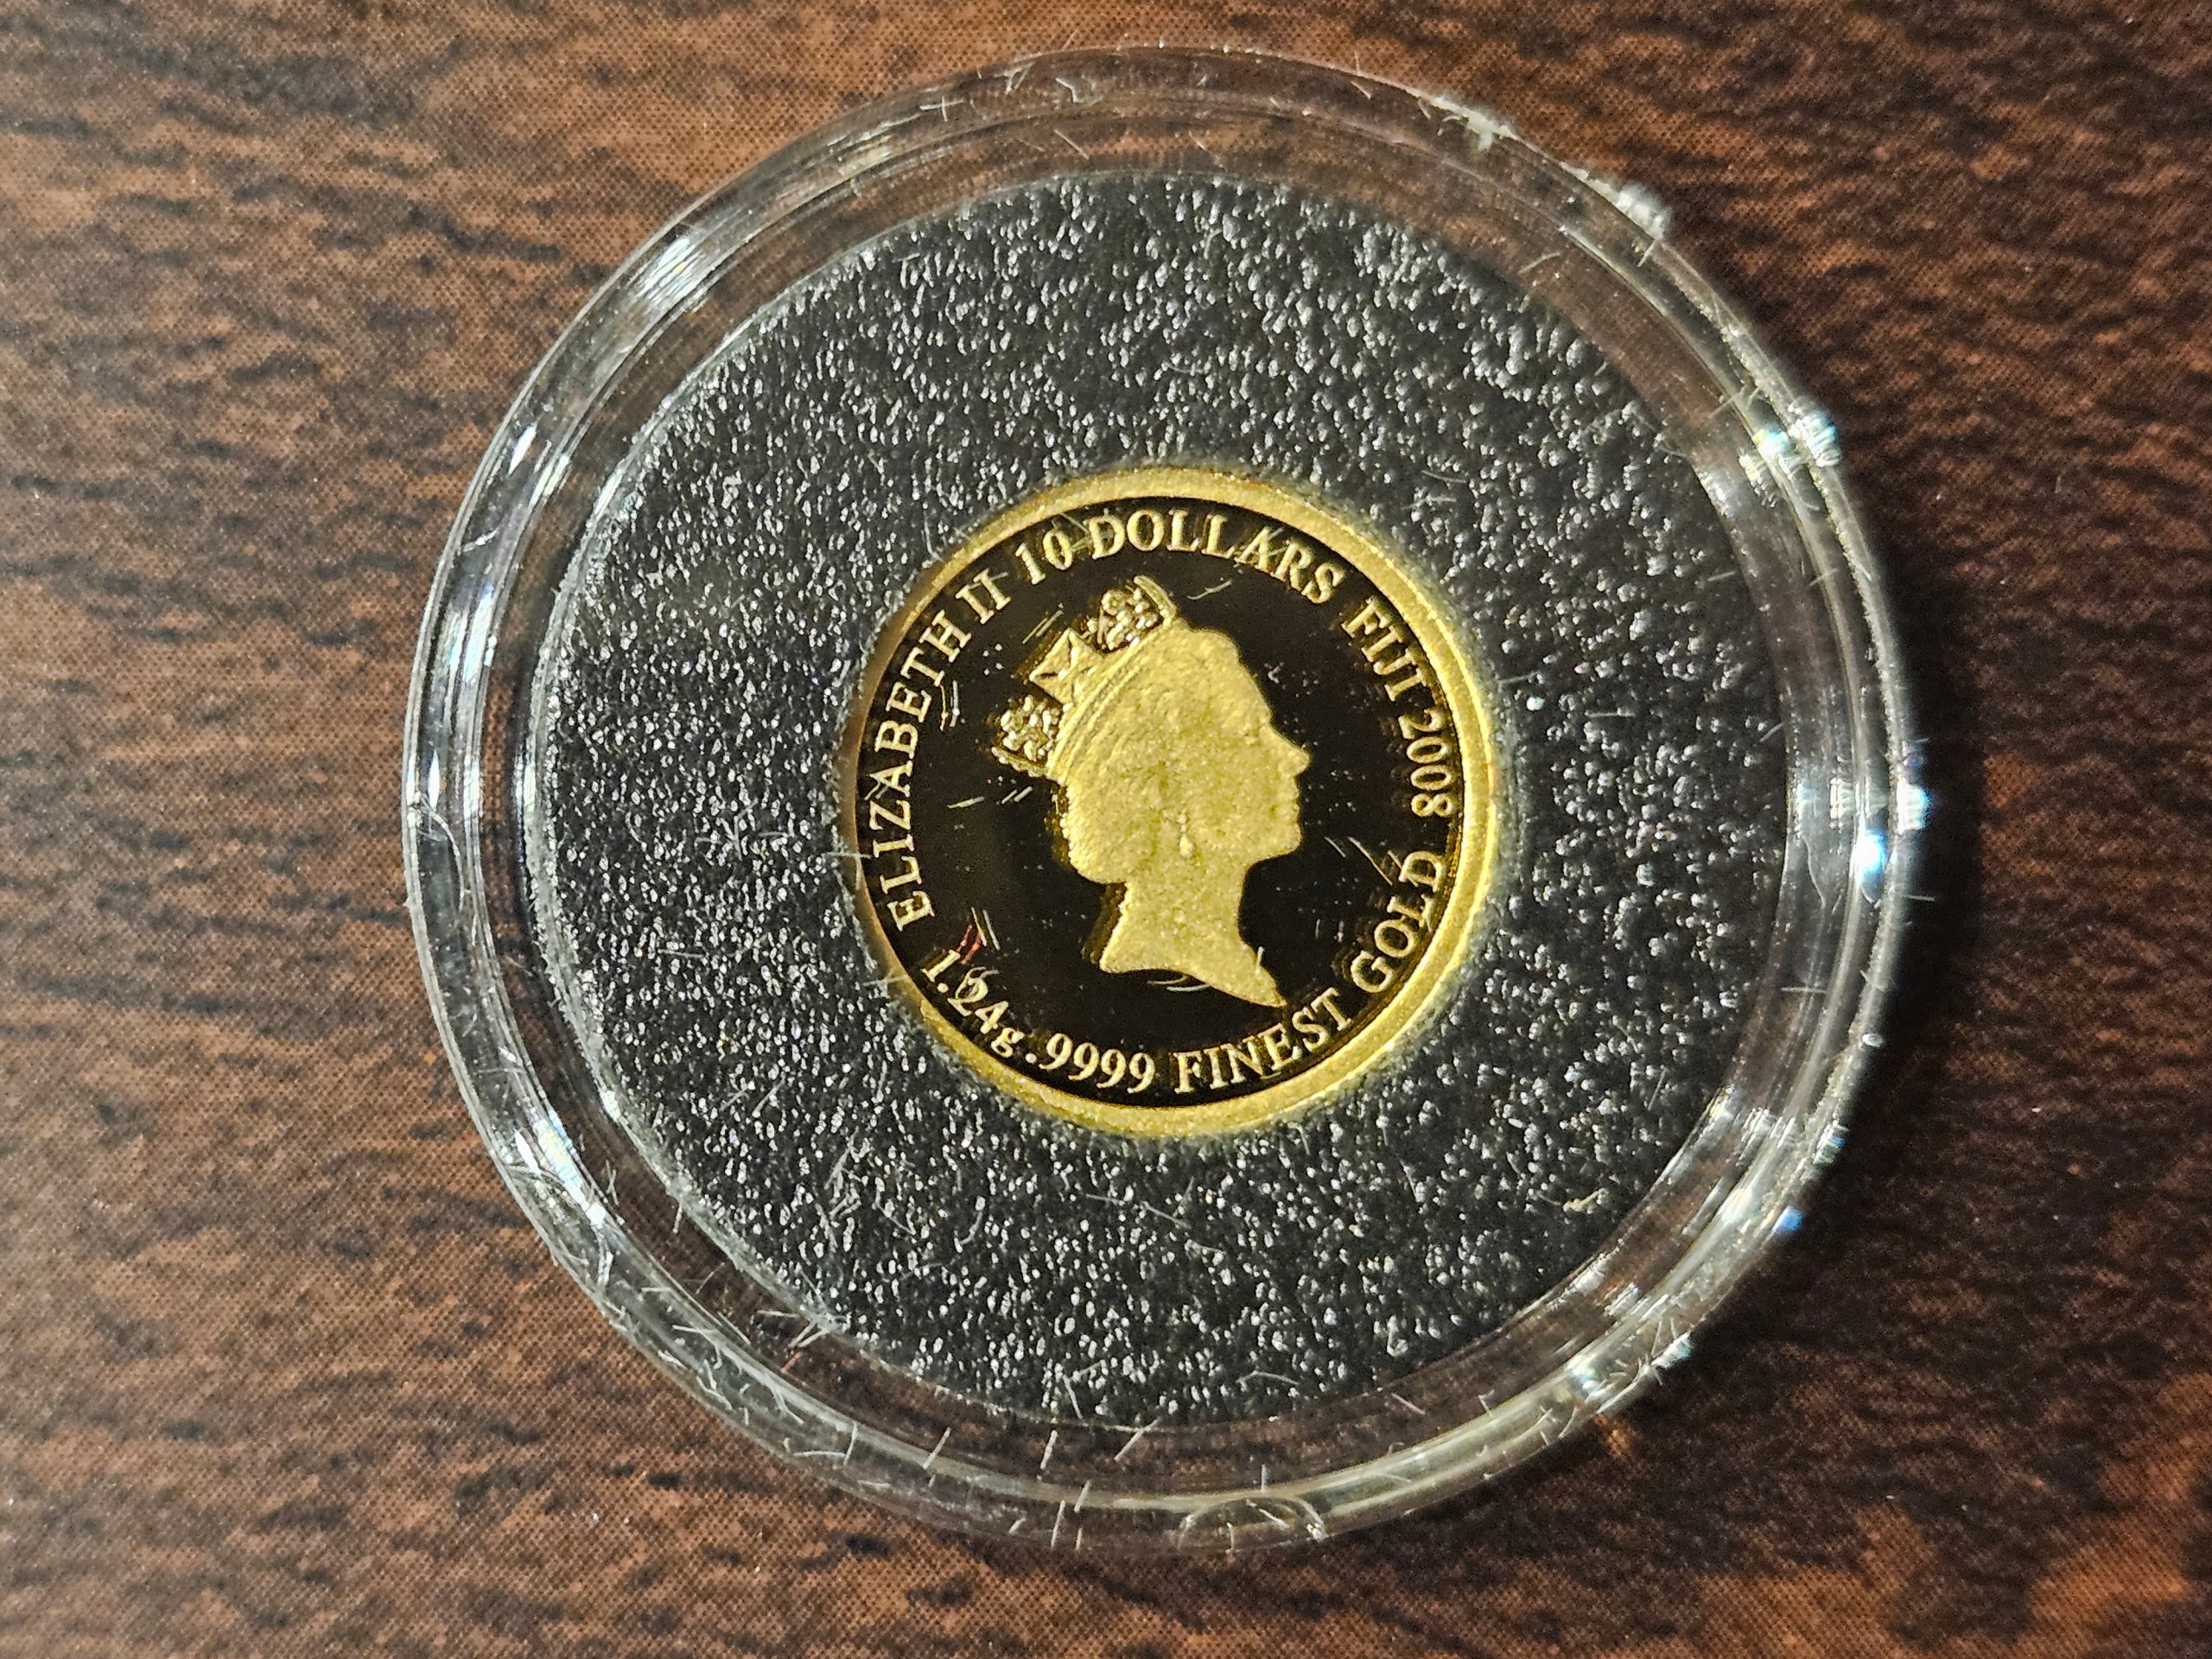 ELIZABETH II 10 DOLLARS FIJI 2008
1.24g .9999 FINEST GOLD